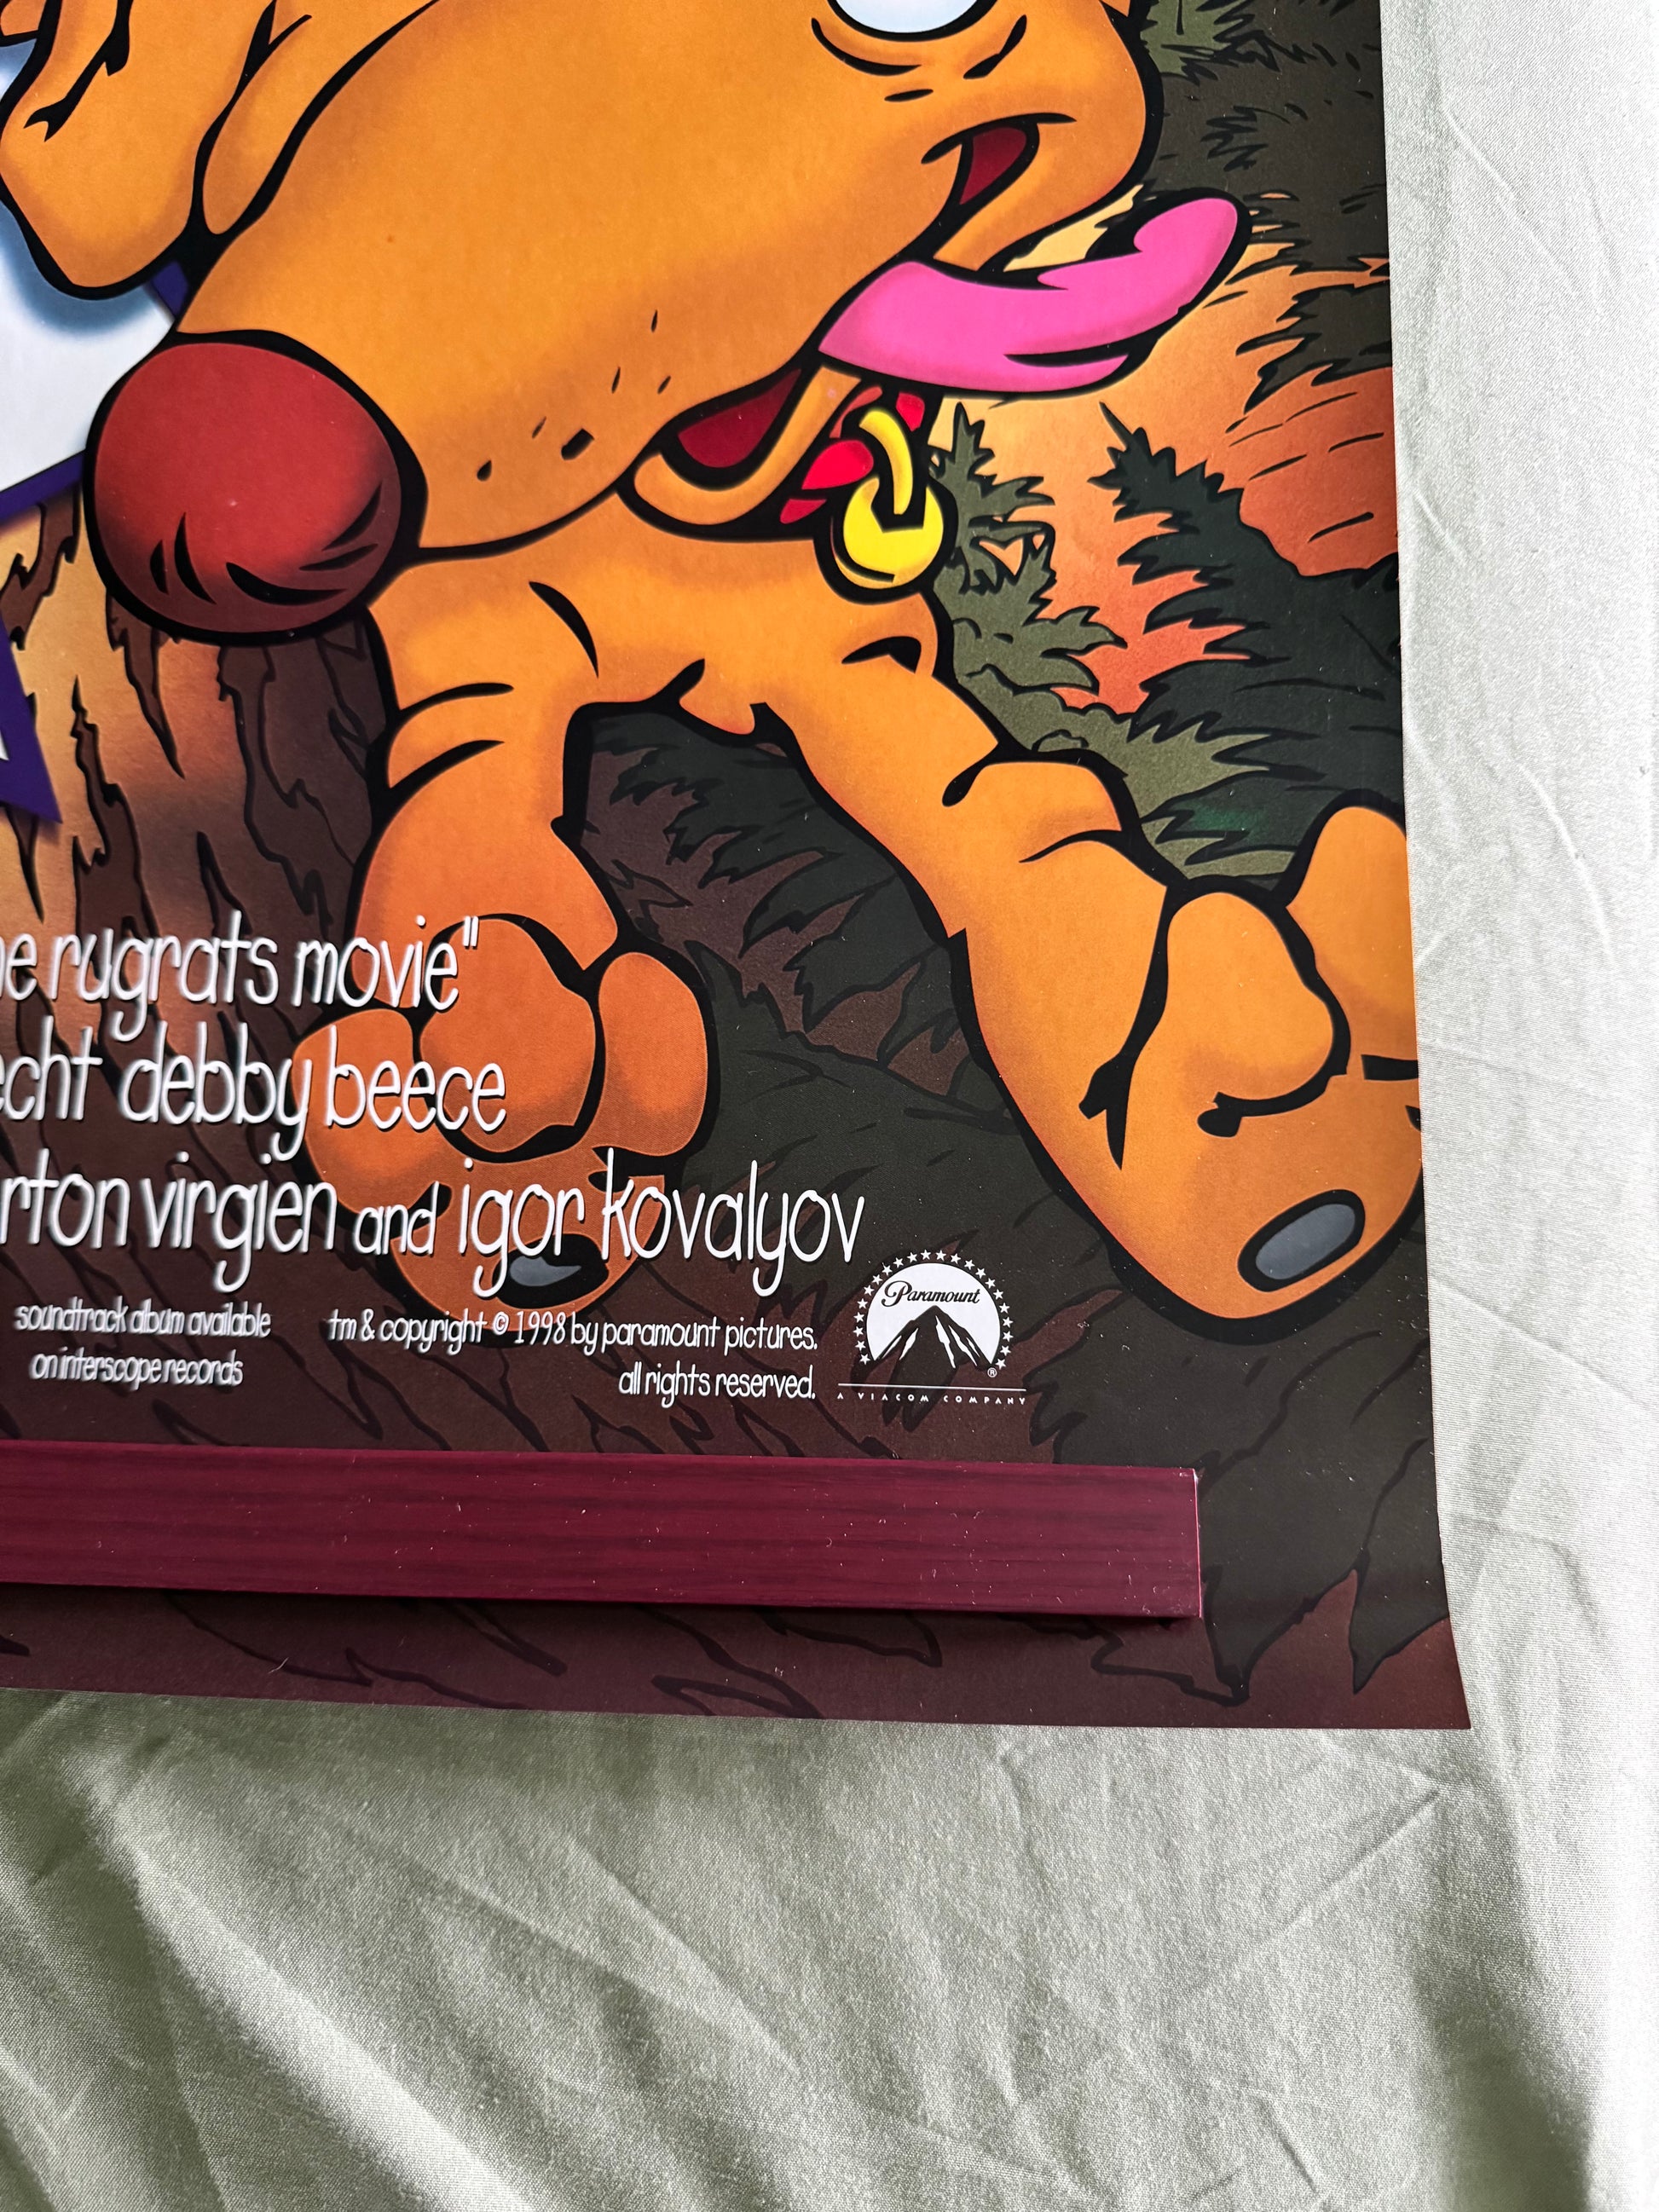 rugrats movie"
debby beece
virgien and igor kovalyov
soundtrack album available
on interscope records
tm & copyright © 1998 by paramount pictures.
all rights reserved.
Paramount
®
A VIACOM COMPANY